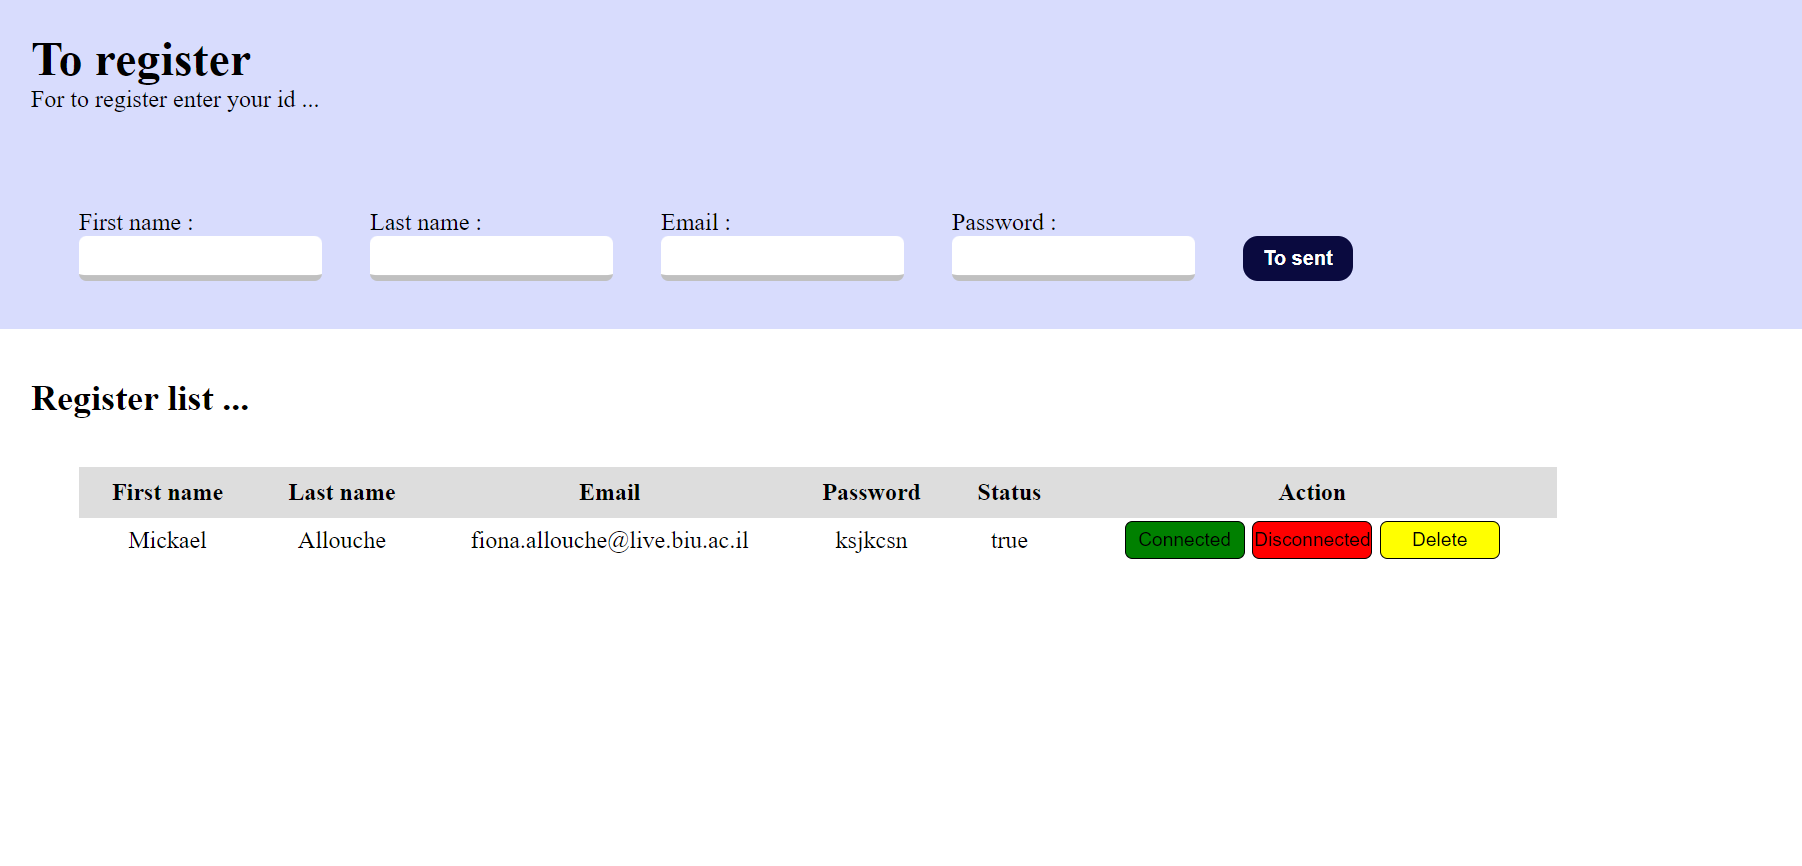 To register
For to register enter your id ...
First name : Last name : Email : Password :
To sent
Register list ...
First name Last name Email Password Status Action
Mickael Allouche fiona.allouche@live.biu.ac.il ksjkcsn true Connected Disconnected Delete